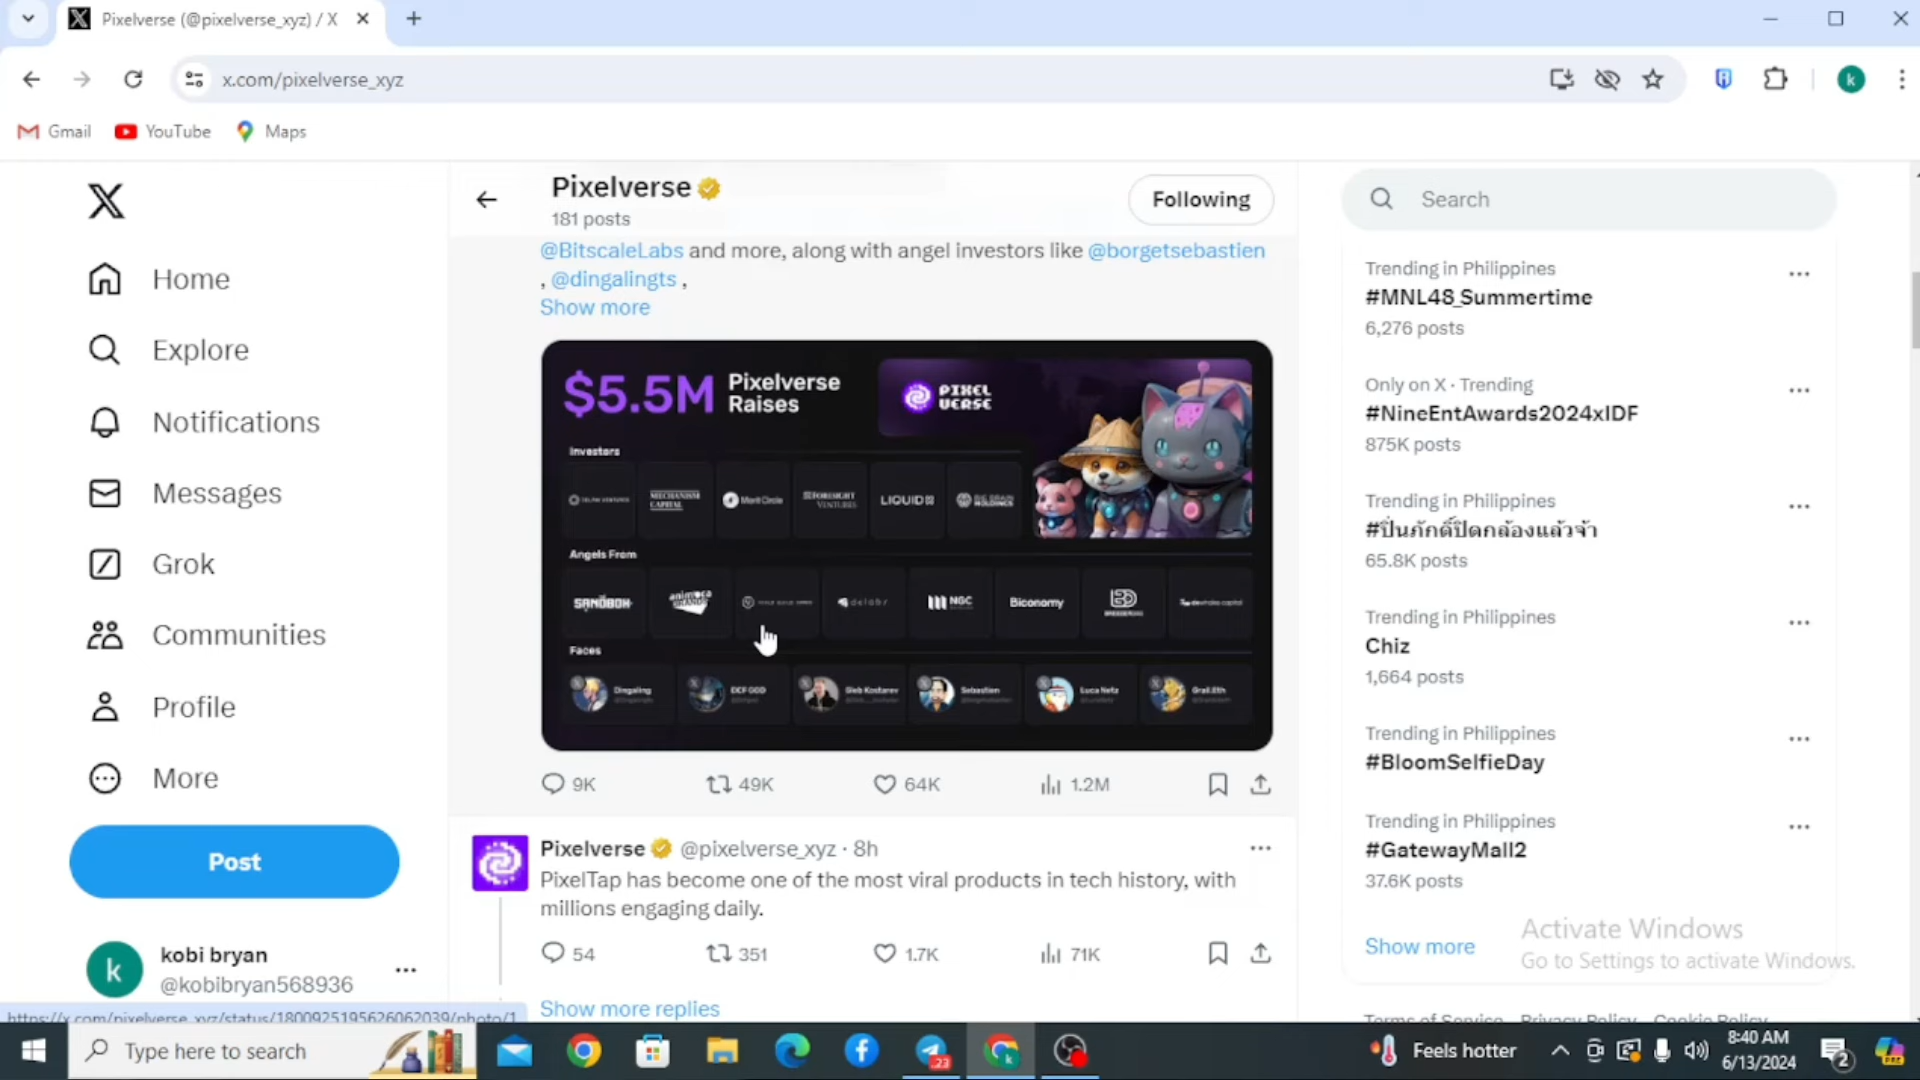 Pixelverse (@pixelverse_xyz) / X
x.com/pixelverse_xyz
Gmail YouTube Maps
Pixelverse
181 posts
Following
Search
@BitscaleLabs and more, along with angel investors like @borgetsebastien
, @dingalingts ,
Show more
Home
Explore
Notifications
Messages
Grok
Communities
Profile
More
Post
kobi bryan
@kobibryan568936
$5.5M Pixelverse Raises
PIXEL VERSE
Investors
MECHANISM CAPITAL
Merit Circle
FORESIGHT VENTURES
LIQUID
BIG BRAIN HOLDINGS
Angels From
SANDBOX
animoca BRANDS
delabs
NGC
Biconomy
Faces
Dingaling
DCF GOD
Gleb Kostarev
Sebastien
Luca Netz
Grail.Eth
9K 49K 64K 1.2M
Pixelverse @pixelverse_xyz · 8h
PixelTap has become one of the most viral products in tech history, with
millions engaging daily.
54 351 1.7K 71K
Show more replies
Trending in Philippines
#MNL48_Summertime
6,276 posts
Only on X · Trending
#NineEntAwards2024xIDF
875K posts
Trending in Philippines
#ปิ่นภักดิ์ปิดกล้องแล้วจ้า
65.8K posts
Trending in Philippines
Chiz
1,664 posts
Trending in Philippines
#BloomSelfieDay
Trending in Philippines
#GatewayMall2
37.6K posts
Show more
Activate Windows
Go to Settings to activate Windows.
Terms of Service Privacy Policy Cookie Policy
https://x.com/pixelverse_xyz/status/1800925195626062039/photo/1
Type here to search
23
Feels hotter
8:40 AM
6/13/2024
2